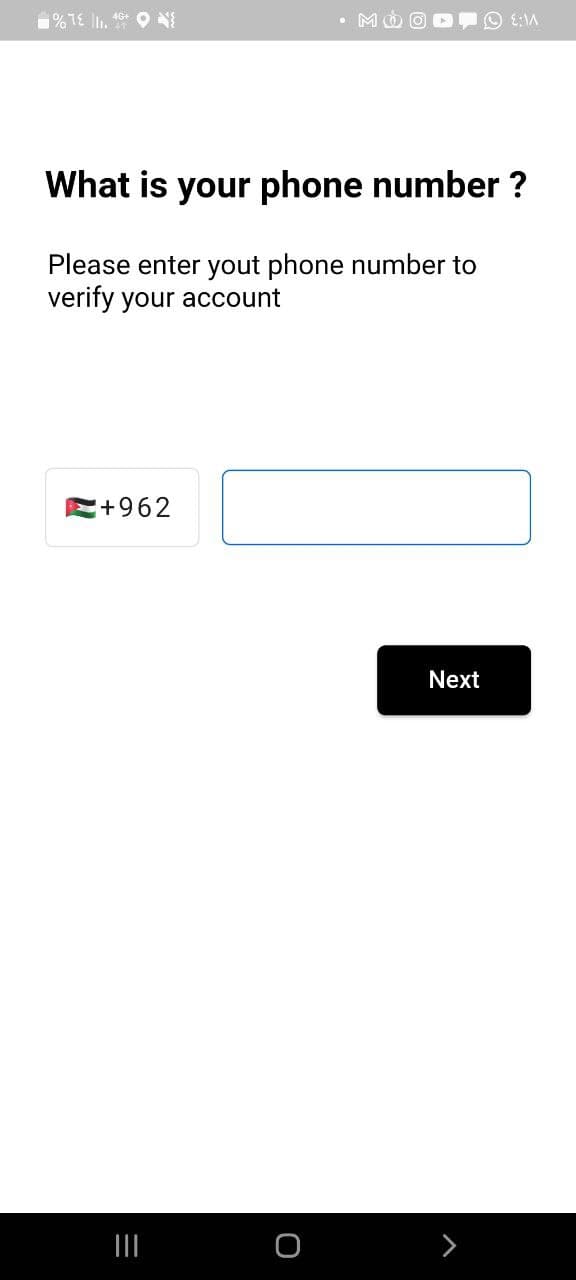 %٦٤ 4G+ ٤:١٨
What is your phone number ?
Please enter yout phone number to
verify your account
+962
Next